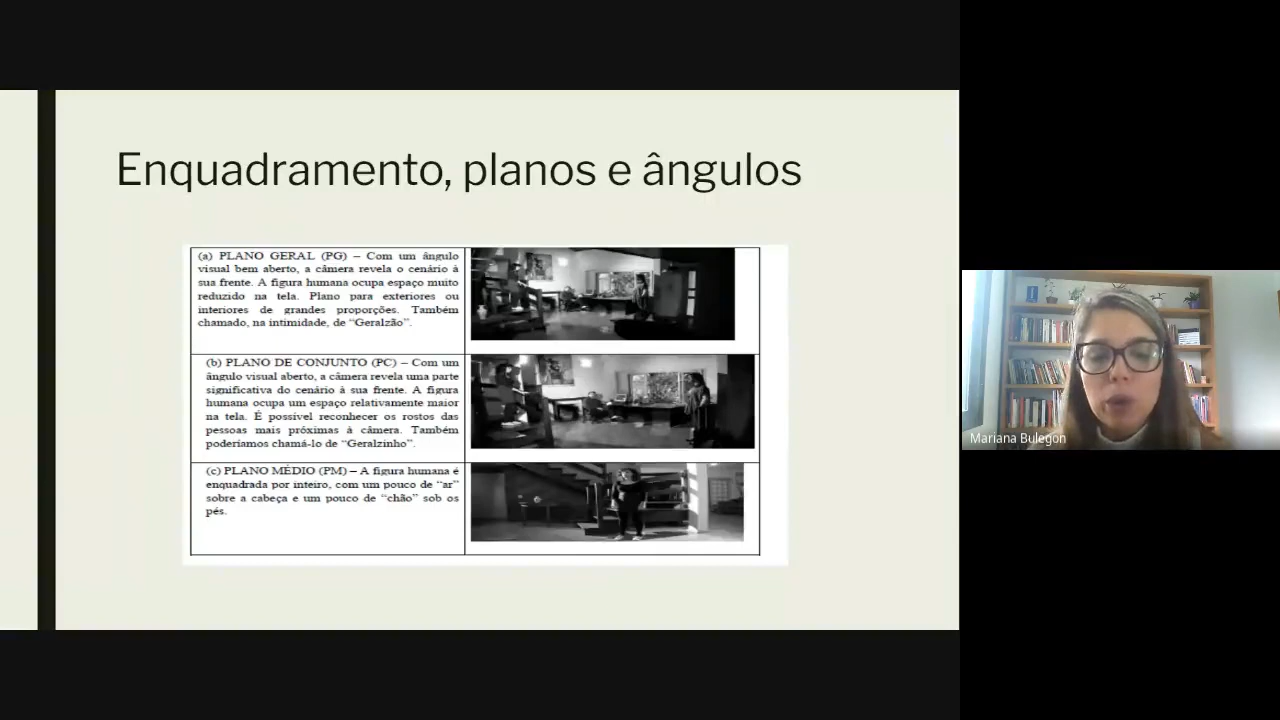 Enquadramento, planos e ângulos
(a) PLANO GERAL (PG) – Com um ângulo
visual bem aberto, a câmera revela o cenário à
sua frente. A figura humana ocupa espaço muito
reduzido na tela. Plano para exteriores ou
interiores de grandes proporções. Também
chamado, na intimidade, de “Geralzão”.
(b) PLANO DE CONJUNTO (PC) – Com um
ângulo visual aberto, a câmera revela uma parte
significativa do cenário à sua frente. A figura
humana ocupa um espaço relativamente maior
na tela. É possível reconhecer os rostos das
pessoas mais próximas à câmera. Também
poderíamos chamá-lo de “Geralzinho”.
(c) PLANO MÉDIO (PM) – A figura humana é
enquadrada por inteiro, com um pouco de “ar”
sobre a cabeça e um pouco de “chão” sob os
pés.
Mariana Bulegon